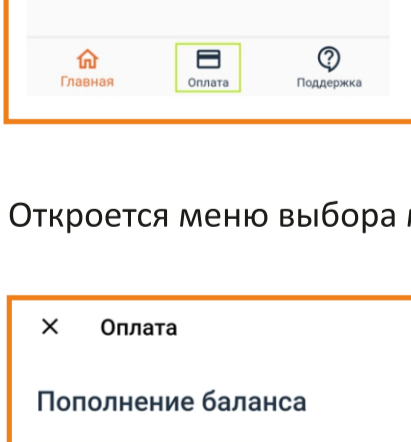 Главная Оплата Поддержка
Откроется меню выбора
Оплата
Пополнение баланса